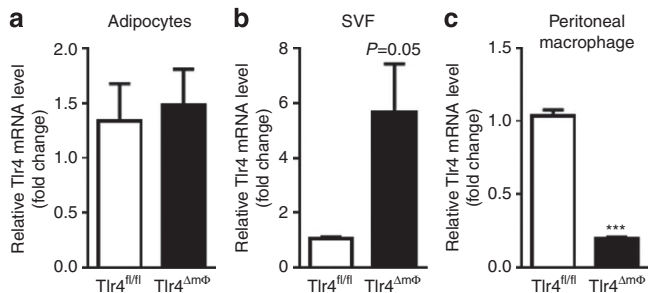 a
Adipocytes
Relative Tlr4 mRNA level
(fold change)
2.0
1.5
1.0
0.5
0.0
Tlr4fl/fl Tlr4ΔmΦ
b
SVF
Relative Tlr4 mRNA level
(fold change)
8
6
4
2
0
P=0.05
Tlr4fl/fl Tlr4ΔmΦ
c
Peritoneal
macrophage
Relative Tlr4 mRNA level
(fold change)
1.5
1.0
0.5
0.0
***
Tlr4fl/fl Tlr4ΔmΦ